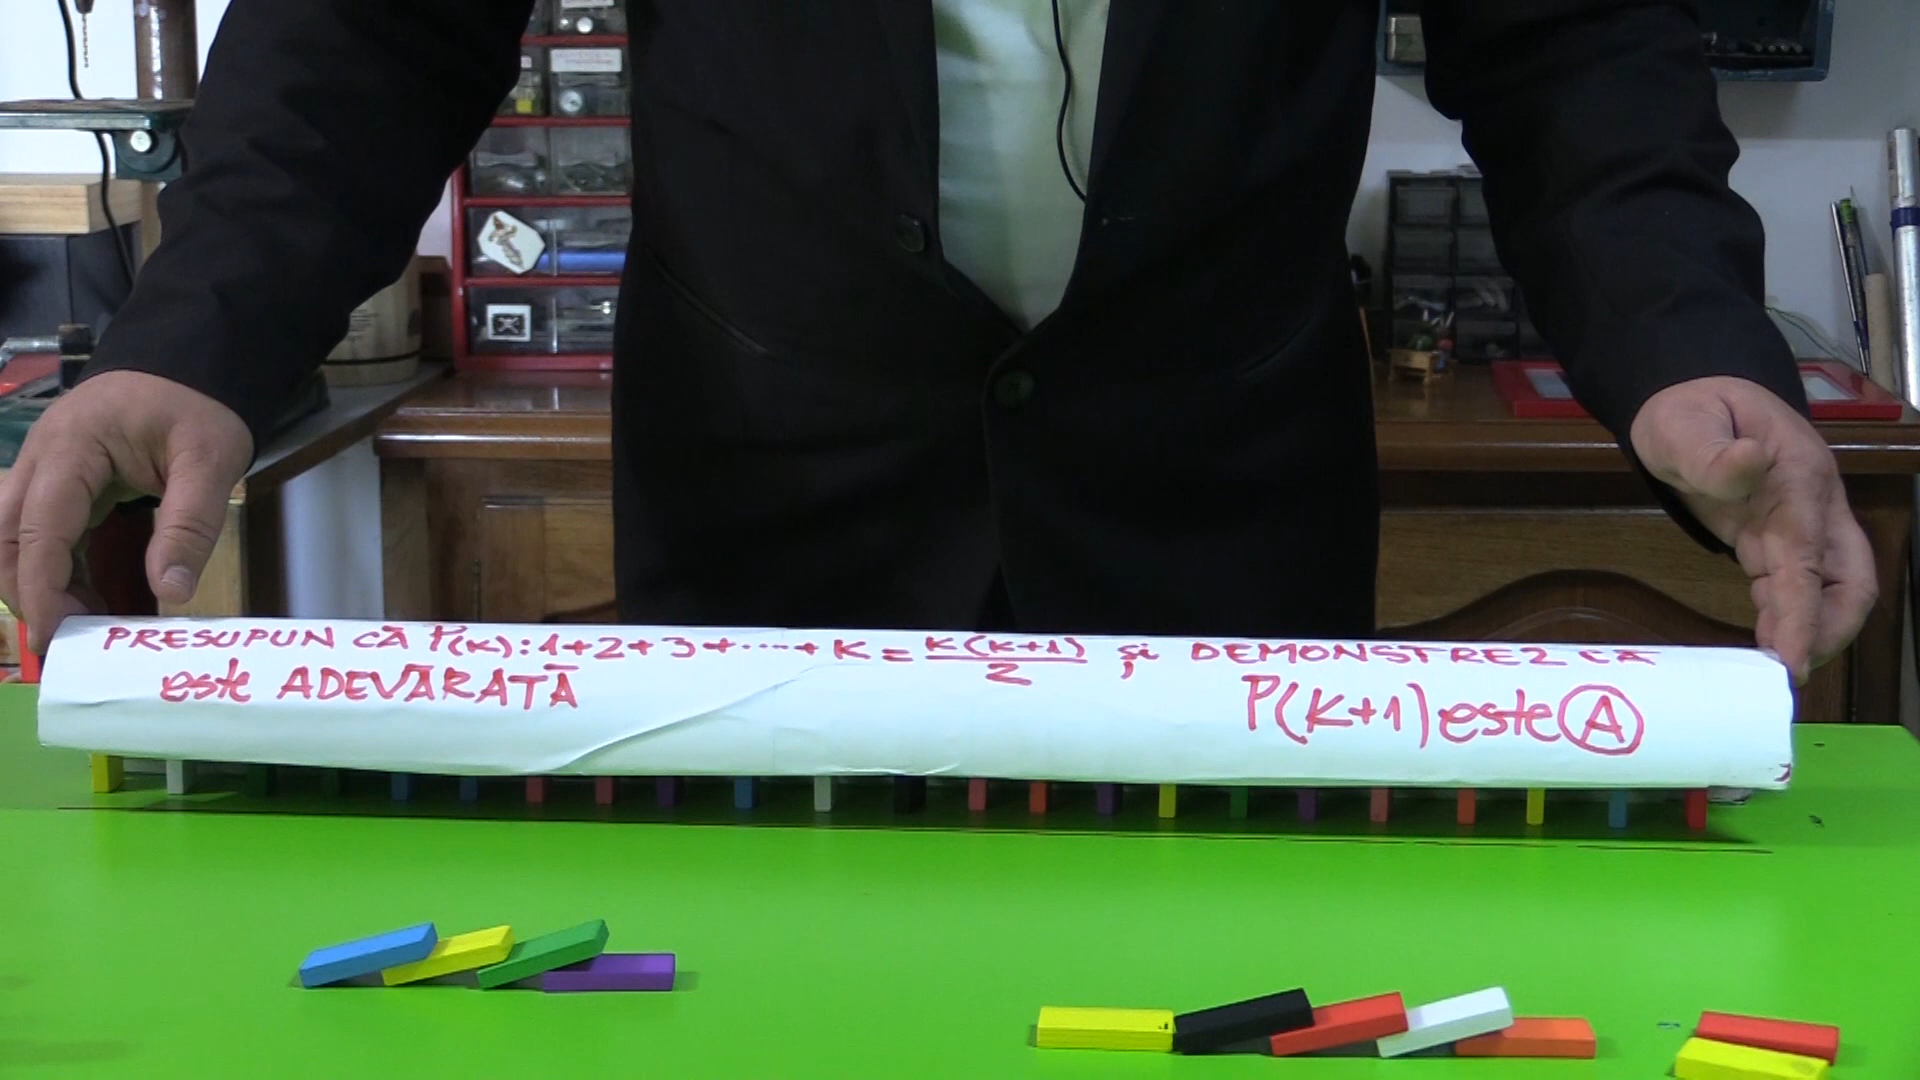 PRESUPUN CĂ P(K): 1+2+3+....+ K = K(K+1)/2 și DEMONSTREZ CĂ
este ADEVĂRATĂ P(K+1) este A